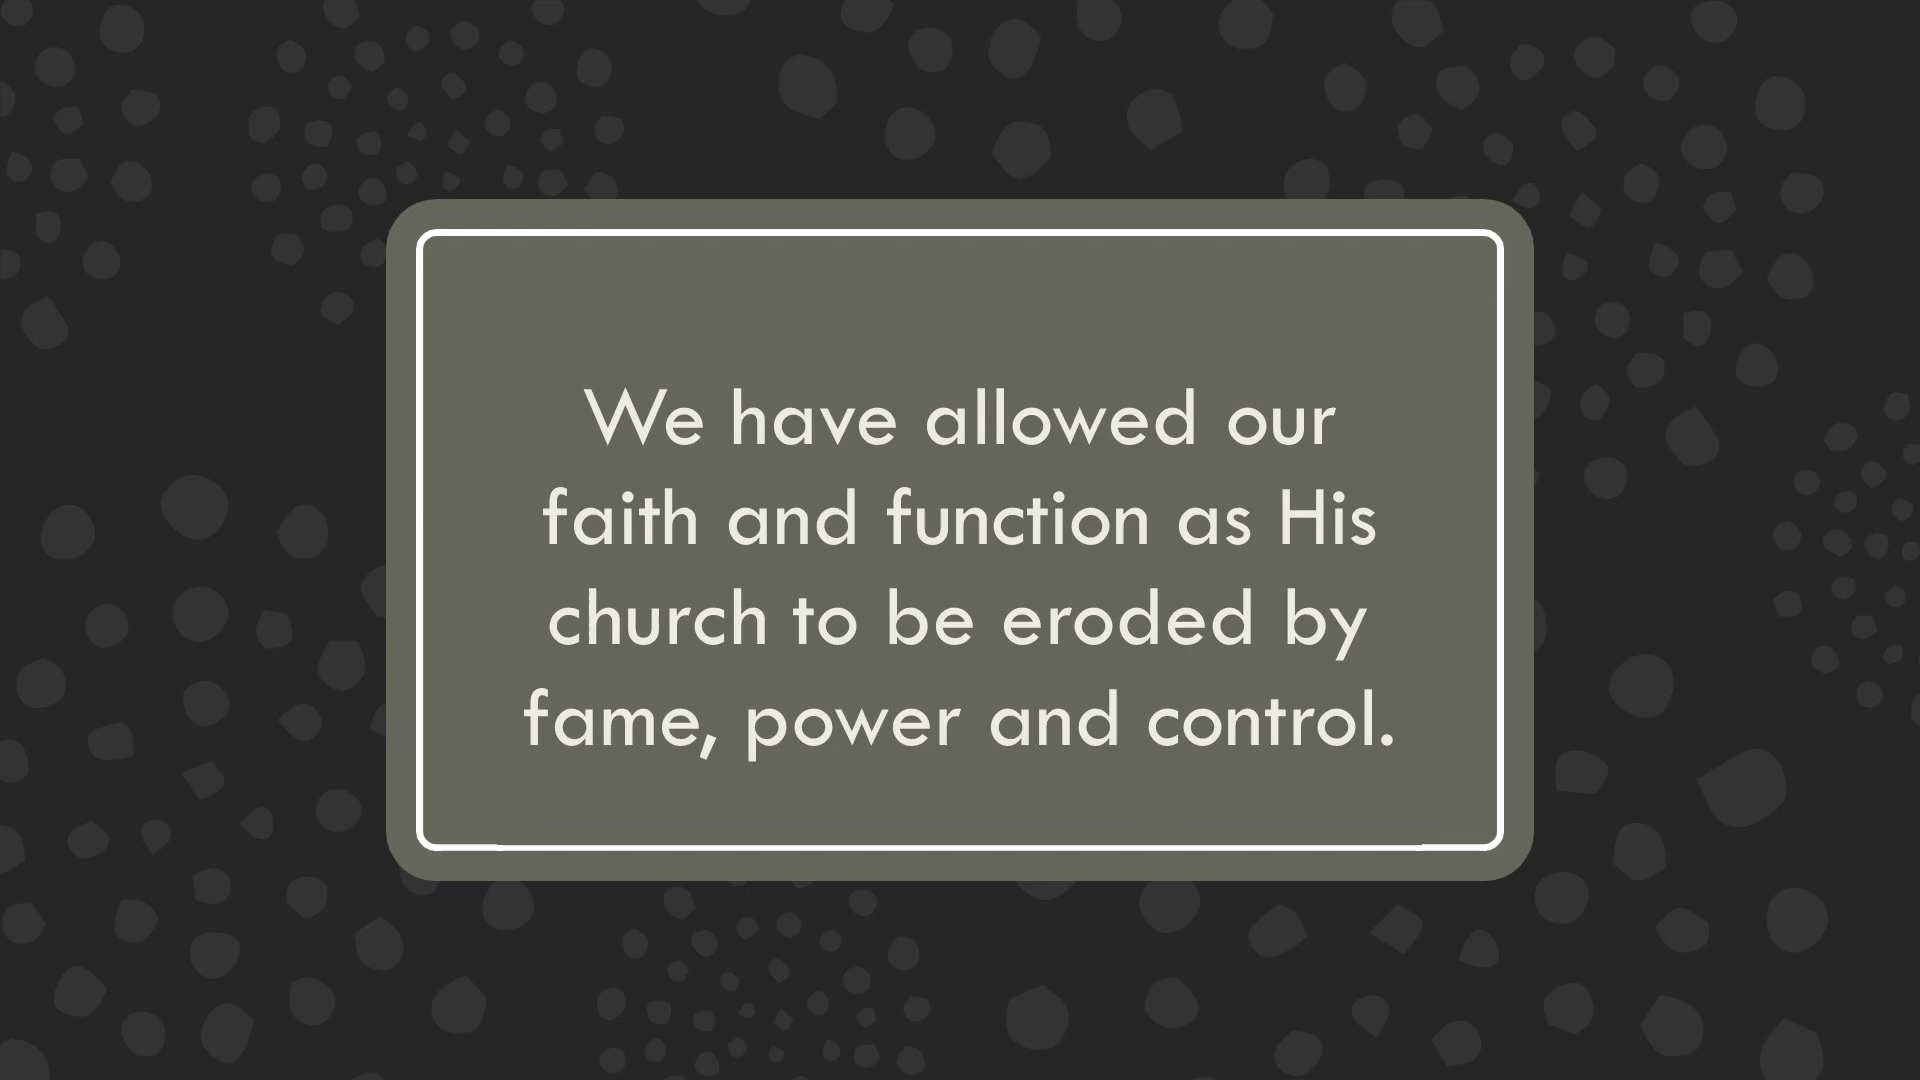 We have allowed our
faith and function as His
church to be eroded by
fame, power and control.